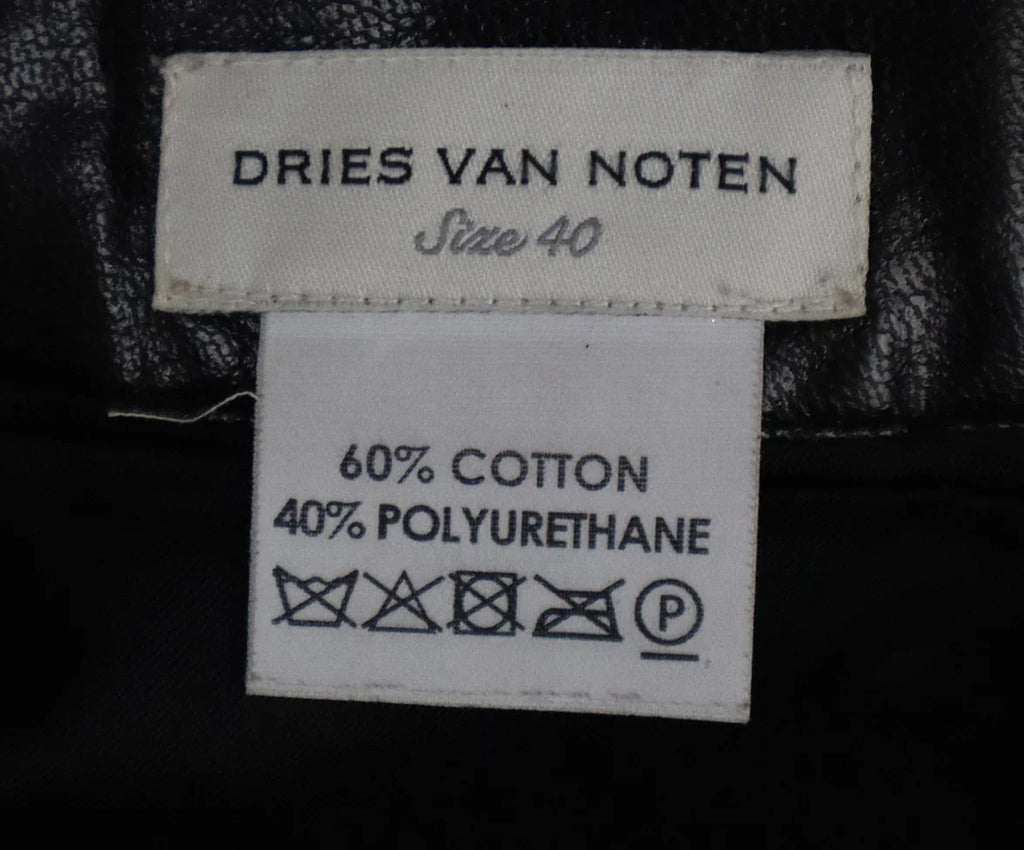 DRIES VAN NOTEN
Size 40
60% COTTON
40% POLYURETHANE
P